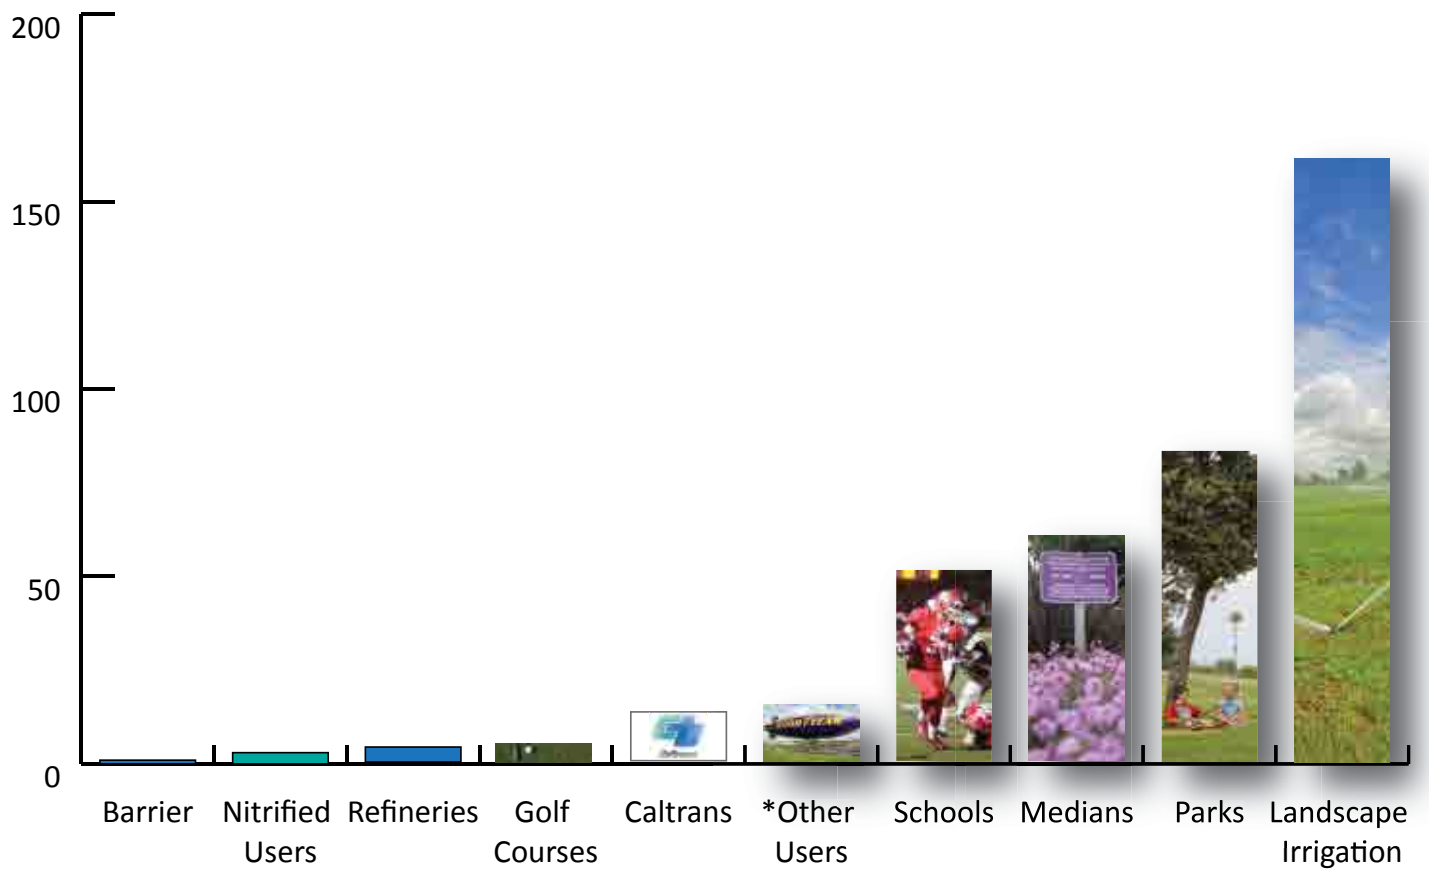 200
150
100
50
0
Barrier
Nitrified
Users
Refineries
Golf
Courses
Caltrans
*Other
Users
Schools
Medians
Parks
Landscape
Irrigation